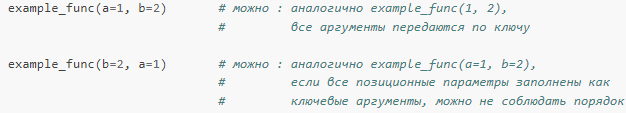 example_func(a=1, b=2) # можно : аналогично example_func(1, 2),
# все аргументы передаются по ключу
example_func(b=2, a=1) # можно : аналогично example_func(a=1, b=2),
# если все позиционные параметры заполнены как
# ключевые аргументы, можно не соблюдать порядок